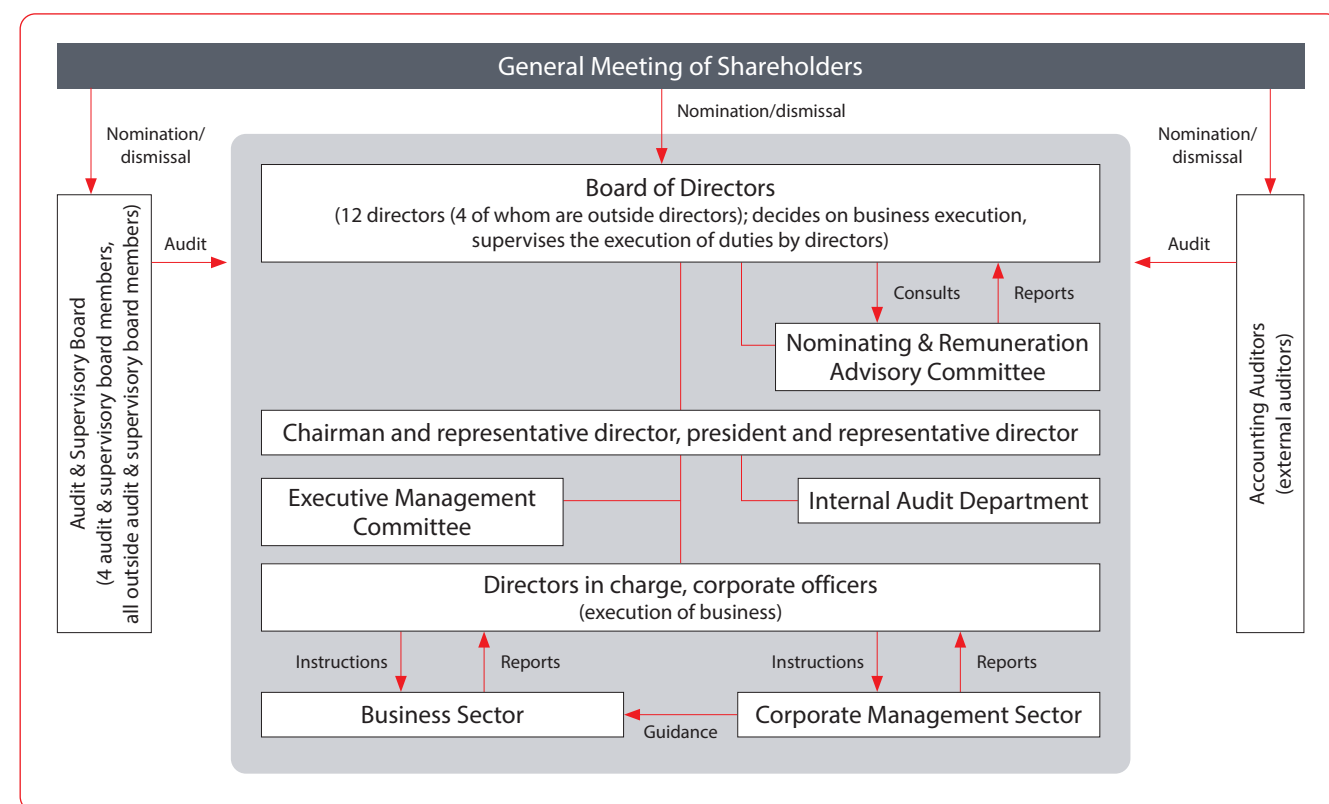 General Meeting of Shareholders
Nomination/
dismissal
Nomination/dismissal
Nomination/
dismissal
Audit & Supervisory Board
(4 audit & supervisory board members,
all outside audit & supervisory board members)
Audit
Board of Directors
(12 directors (4 of whom are outside directors); decides on business execution,
supervises the execution of duties by directors)
Audit
Accounting Auditors
(external auditors)
Consults
Reports
Nominating & Remuneration
Advisory Committee
Chairman and representative director, president and representative director
Executive Management
Committee
Internal Audit Department
Directors in charge, corporate officers
(execution of business)
Instructions
Reports
Instructions
Reports
Business Sector
Guidance
Corporate Management Sector